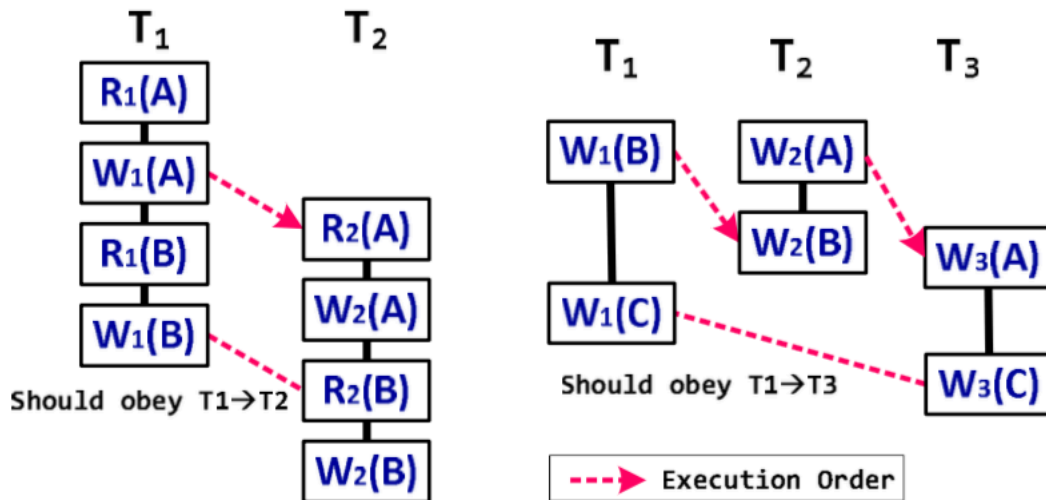 T1 T2
R1(A)
W1(A)
R2(A)
R1(B)
W2(A)
W1(B)
R2(B)
Should obey T1→T2
W2(B)
T1 T2 T3
W1(B) W2(A)
W2(B)
W3(A)
W1(C)
W3(C)
Should obey T1→T3
Execution Order